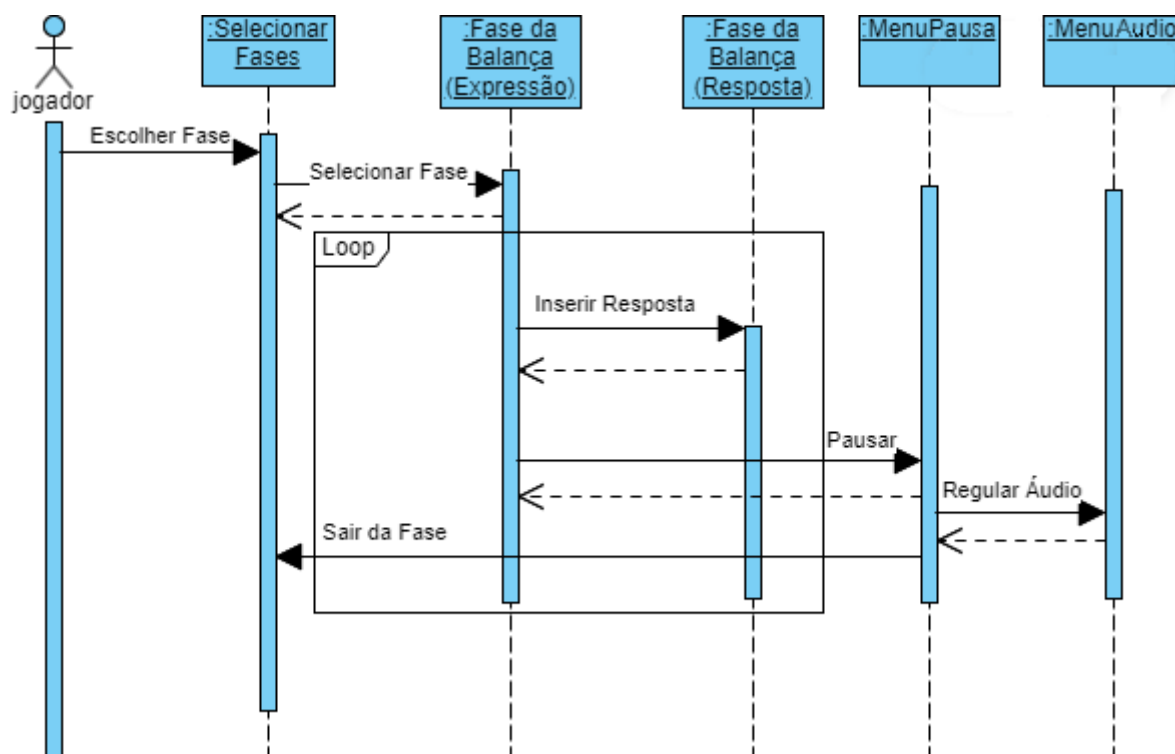 :Selecionar
Fases
:Fase da
Balança
(Expressão)
:Fase da
Balança
(Resposta)
:MenuPausa
:MenuAudio
jogador
Escolher Fase
Selecionar Fase
Loop
Inserir Resposta
Pausar
Regular Áudio
Sair da Fase